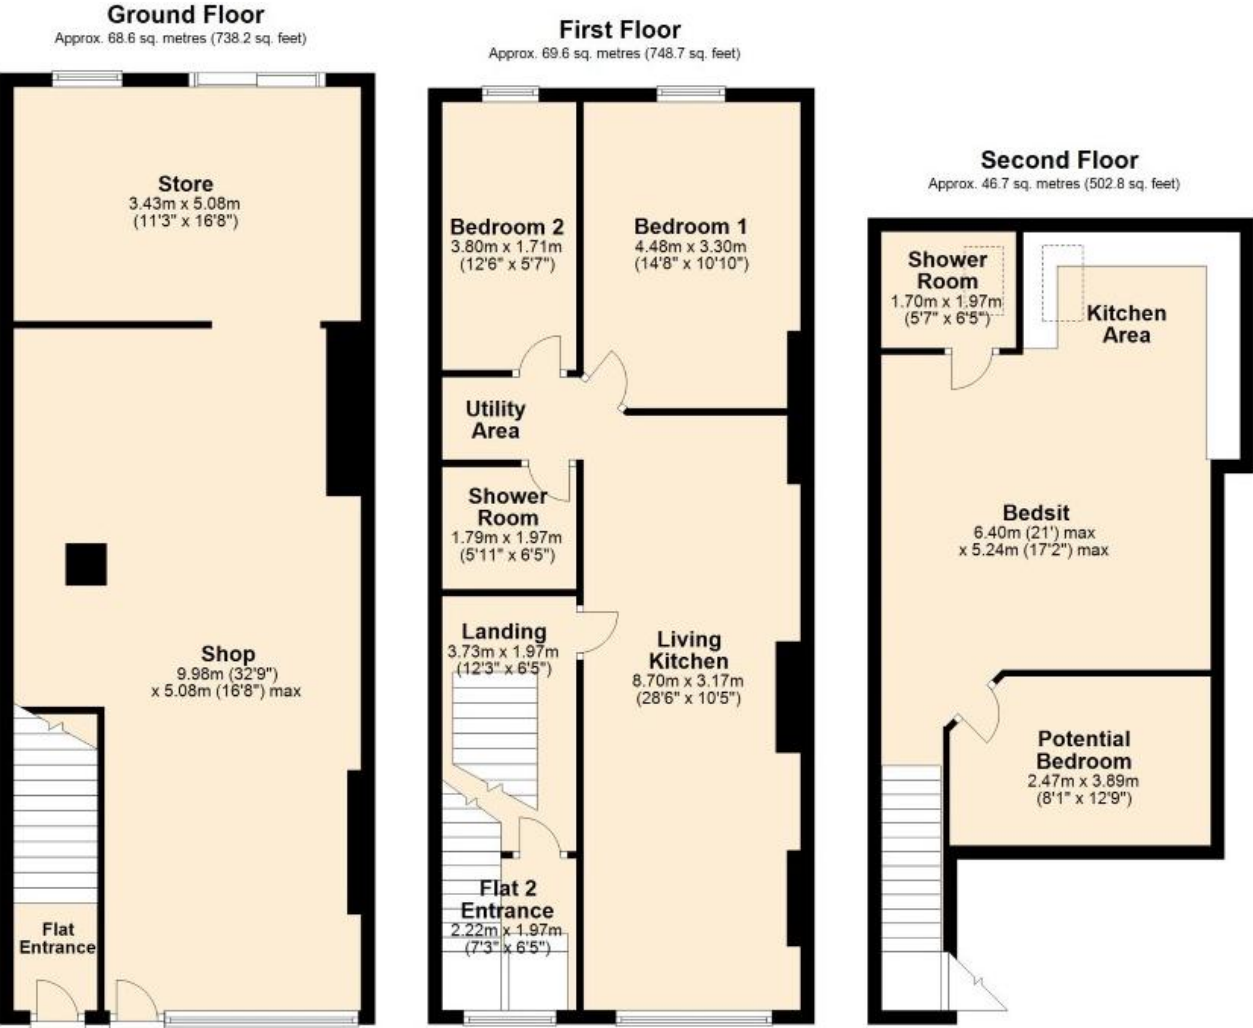 Ground Floor
Approx. 68.6 sq. metres (738.2 sq. feet)
Store
3.43m x 5.08m
(11'3" x 16'8")
Shop
9.98m (32'9")
x 5.08m (16'8") max
Flat
Entrance
First Floor
Approx. 69.6 sq. metres (748.7 sq. feet)
Bedroom 2
3.80m x 1.71m
(12'6" x 5'7")
Bedroom 1
4.48m x 3.30m
(14'8" x 10'10")
Utility
Area
Shower
Room
1.79m x 1.97m
(5'11" x 6'5")
Landing
3.73m x 1.97m
(12'3" x 6'5")
Living
Kitchen
8.70m x 3.17m
(28'6" x 10'5")
Flat 2
Entrance
2.22m x 1.97m
(7'3" x 6'5")
Second Floor
Approx. 46.7 sq. metres (502.8 sq. feet)
Shower
Room
1.70m x 1.97m
(5'7" x 6'5")
Kitchen
Area
Bedsit
6.40m (21') max
x 5.24m (17'2") max
Potential
Bedroom
2.47m x 3.89m
(8'1" x 12'9")